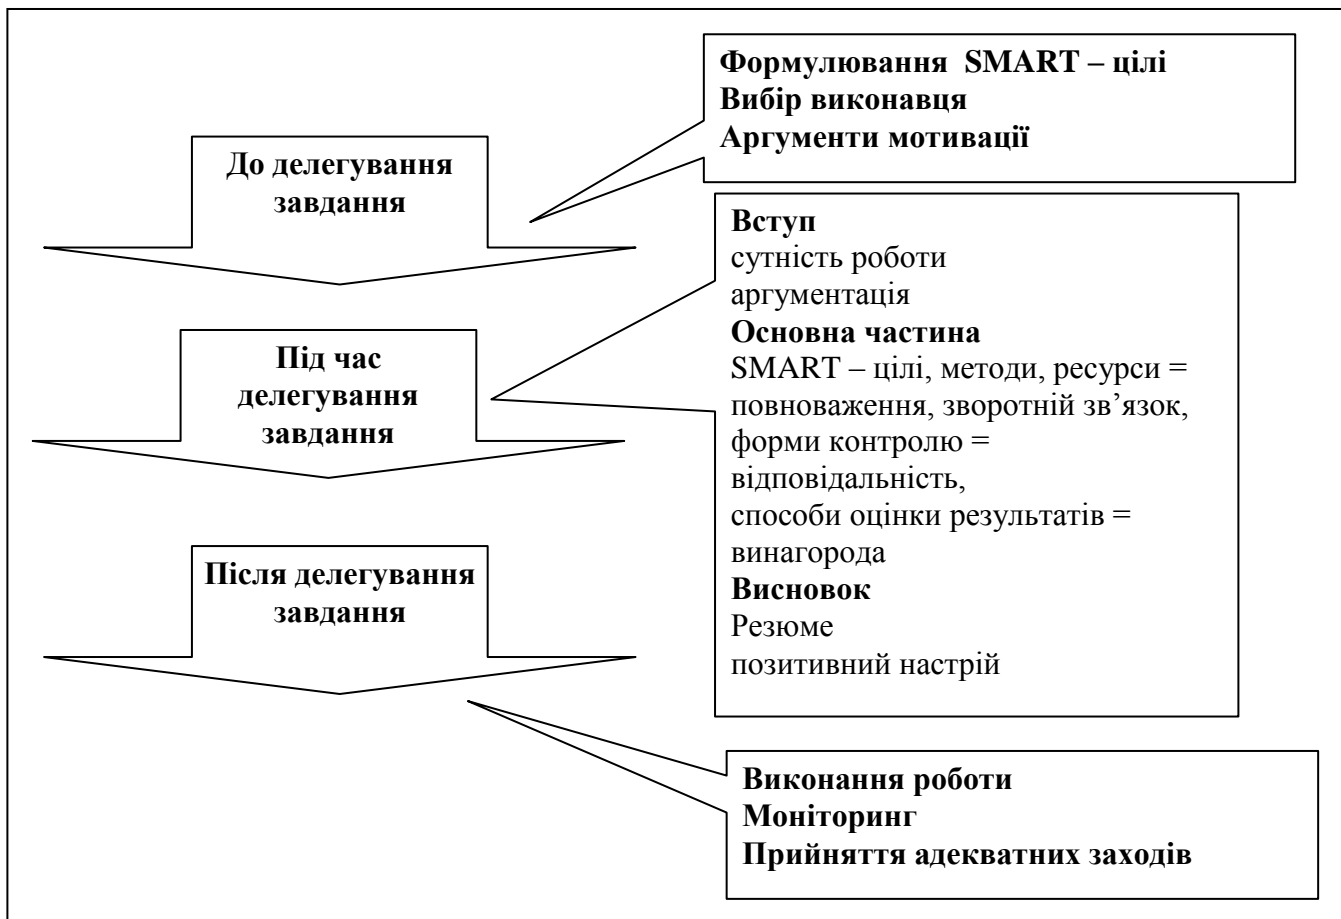 Формулювання SMART – цілі
Вибір виконавця
Аргументи мотивації
До делегування
завдання
Вступ
сутність роботи
аргументація
Основна частина
SMART – цілі, методи, ресурси =
повноваження, зворотній зв’язок,
форми контролю =
відповідальність,
способи оцінки результатів =
винагорода
Висновок
Резюме
позитивний настрій
Під час
делегування
завдання
Після делегування
завдання
Виконання роботи
Моніторинг
Прийняття адекватних заходів